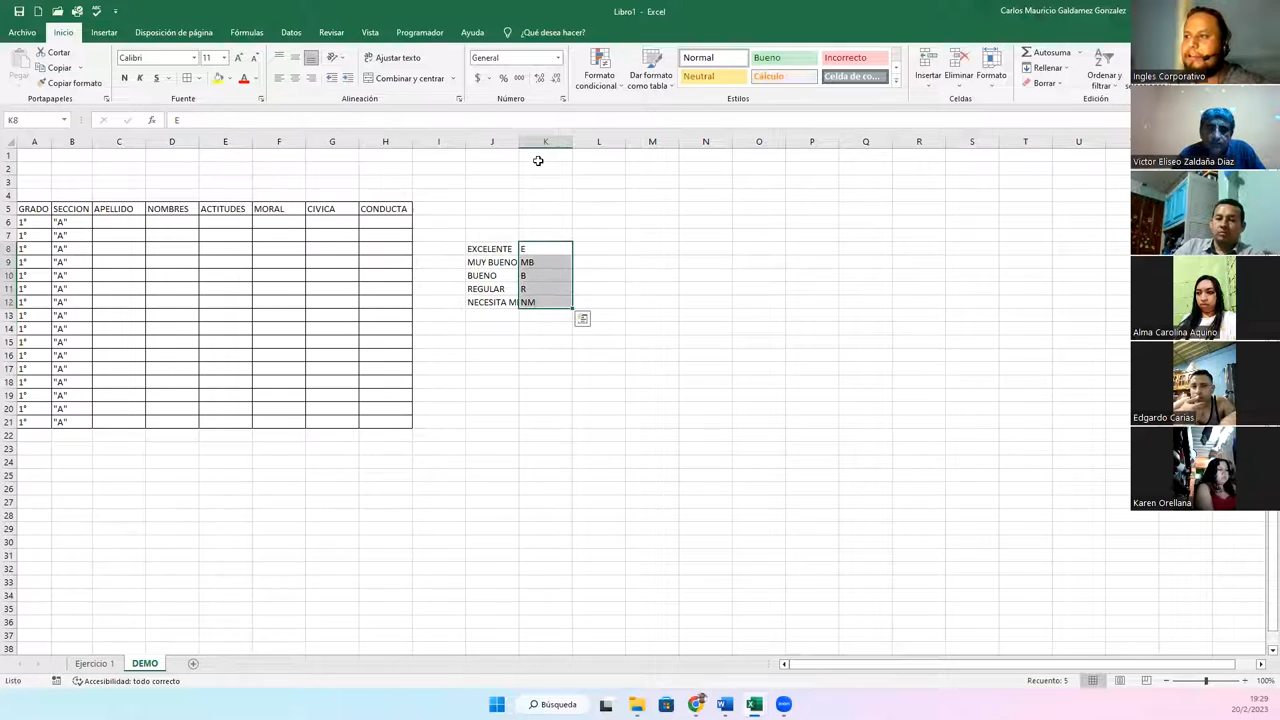 Libro1 - Excel
Carlos Mauricio Galdamez Gonzalez
Archivo Inicio Insertar Disposición de página Fórmulas Datos Revisar Vista Programador Ayuda ¿Qué desea hacer?
Pegar
Cortar
Copiar
Copiar formato
Portapapeles
Calibri 11
N K S
Fuente
Ajustar texto
Combinar y centrar
Alineación
General
$ % 000
Número
Formato condicional
Dar formato como tabla
Normal Bueno Incorrecto
Neutral Cálculo Celda de co...
Estilos
Insertar Eliminar Formato
Celdas
Autosuma
Rellenar
Borrar
Ordenar y
Edición
K8 fx E
A B C D E F G H I J K L M N O P Q R S T U
1
2
3
4
5 GRADO SECCION APELLIDO NOMBRES ACTITUDES MORAL CIVICA CONDUCTA
6 1° "A"
7 1° "A"
8 1° "A" EXCELENTE E
9 1° "A" MUY BUENO MB
10 1° "A" BUENO B
11 1° "A" REGULAR R
12 1° "A" NECESITA M NM
13 1° "A"
14 1° "A"
15 1° "A"
16 1° "A"
17 1° "A"
18 1° "A"
19 1° "A"
20 1° "A"
21 1° "A"
22
23
24
25
26
27
28
29
30
31
32
33
34
35
36
37
38
Ejercicio 1 DEMO
Listo Accesibilidad: todo correcto Recuento: 5 100%
Búsqueda
19:29
20/2/2023
Ingles Corporativo
Victor Eliseo Zaldaña Diaz
Alma Carolina Aquino
Edgardo Carias
Karen Orellana